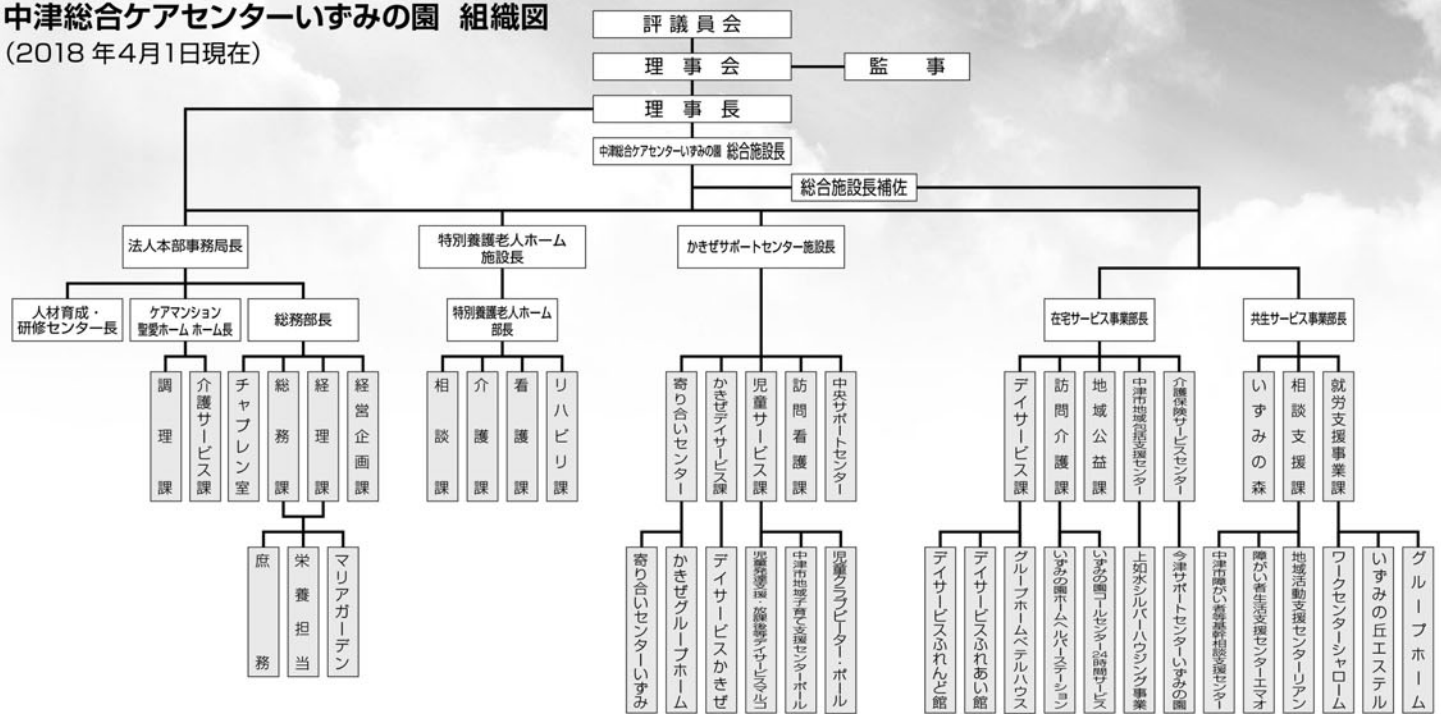 中津総合ケアセンターいずみの園 組織図
(2018年4月1日現在)
評議員会
理事会
監事
理事長
中津総合ケアセンターいずみの園 総合施設長
総合施設長補佐
法人本部事務局長
特別養護老人ホーム
施設長
かきぜサポートセンター施設長
人材育成・
研修センター長
ケアマンション
聖愛ホーム ホーム長
総務部長
特別養護老人ホーム
部長
在宅サービス事業部長
共生サービス事業部長
調理課
介護サービス課
チャプレン室
総務課
経理課
経営企画課
相談課
介護課
看護課
リハビリ課
寄り合いセンター
かきぜデイサービス課
児童サービス課
訪問看護課
中央サポートセンター
デイサービス課
訪問介護課
地域公益課
中津市地域包括支援センター
介護保険サービスセンター
いずみの森
相談支援課
就労支援事業課
庶務
栄養担当
マリアガーデン
寄り合いセンターいずみ
かきぜグループホーム
デイサービスかきぜ
児童発達支援・放課後等デイサービスマルコ
中津市地域子育て支援センターポール
児童クラブピーター・ポール
デイサービスふれんど館
デイサービスふれあい館
グループホームベテルハウス
いずみの園ホームヘルパーステーション
いずみの園コールセンター24時間サービス
上如水シルバーハウジング事業
今津サポートセンターいずみの園
中津市障がい者等基幹相談支援センター
障がい者生活支援センターエマオ
地域活動支援センターリアン
ワークセンターシャローム
いずみの丘エステル
グループホーム